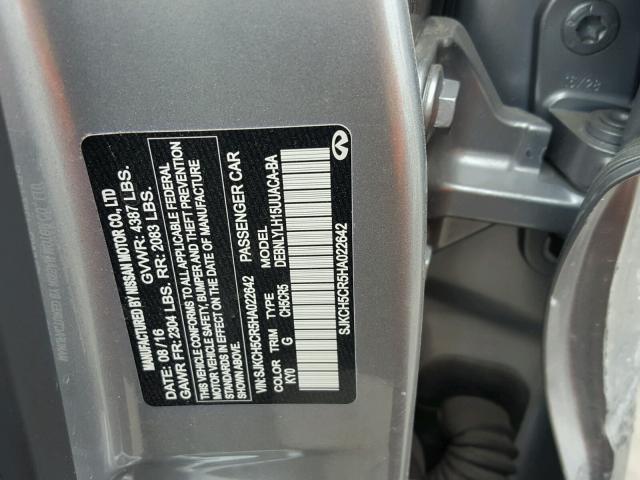 MANUFACTURED BY NISSAN MOTOR CO., LTD.
DATE: 08/16 GVWR: 4387 LBS.
GAWR FR: 2304 LBS. RR: 2083 LBS.
THIS VEHICLE CONFORMS TO ALL APPLICABLE FEDERAL
MOTOR VEHICLE SAFETY, BUMPER AND THEFT PREVENTION
STANDARDS IN EFFECT ON THE DATE OF MANUFACTURE
SHOWN ABOVE.
VIN: SJKCH5CR5HA022642 PASSENGER CAR
COLOR TRIM TYPE MODEL
KY0 G CH5CR5 DEBNLYLH15JUUACA-BA
SJKCH5CR5HA022642